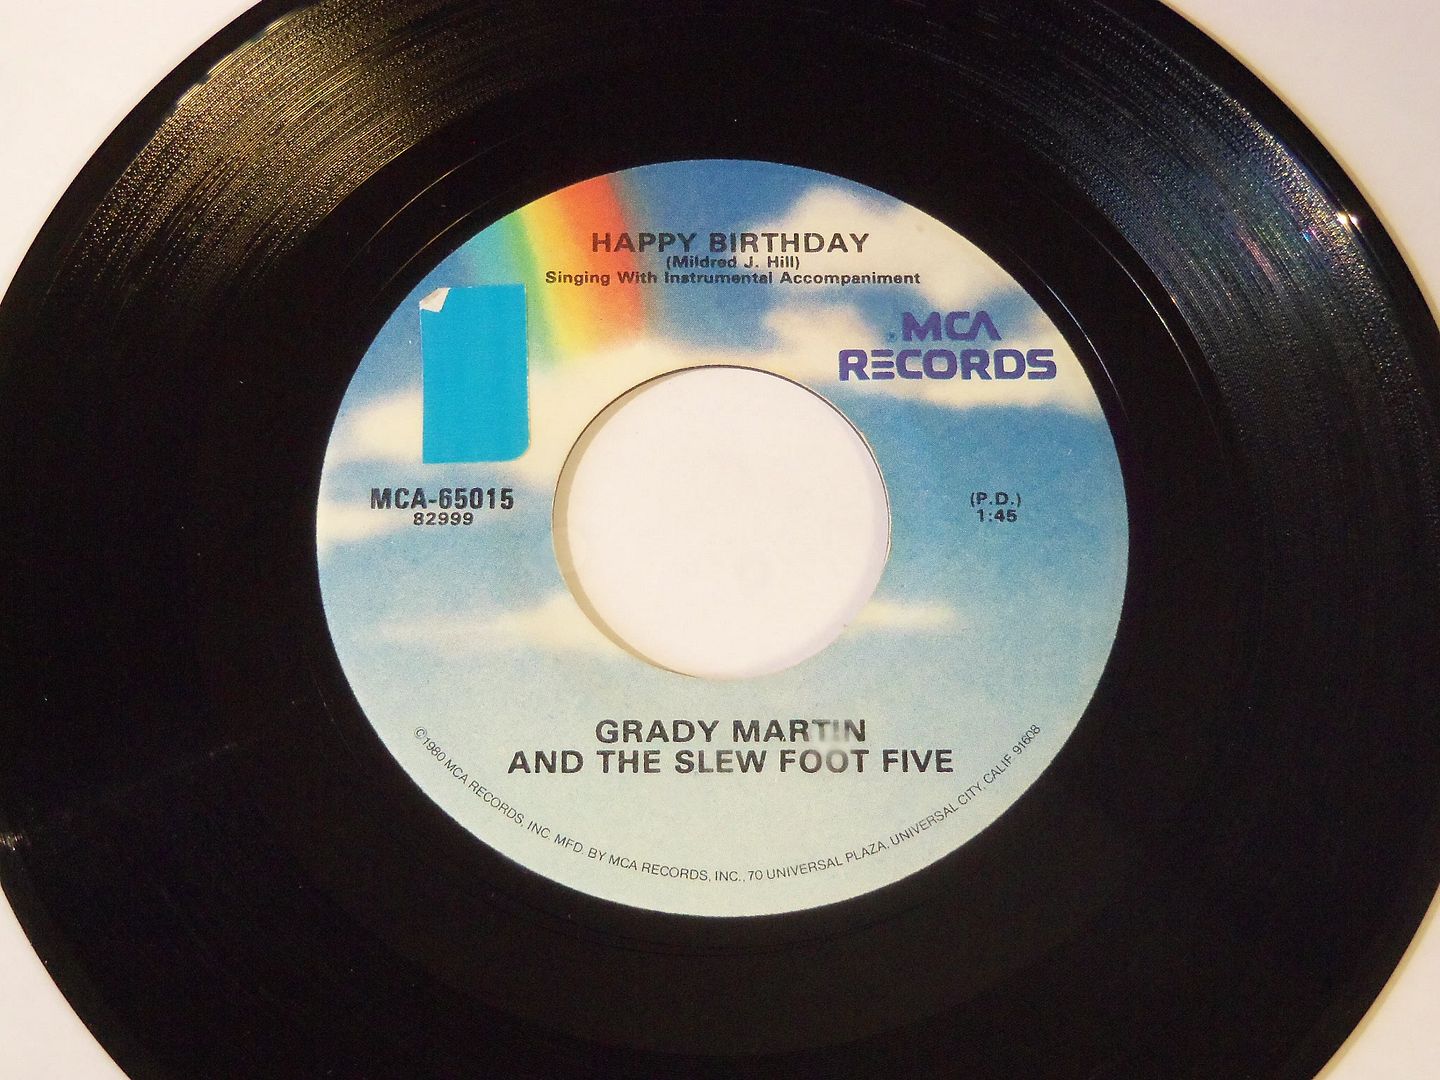 HAPPY BIRTHDAY
(Mildred J. Hill)
Singing With Instrumental Accompaniment
MCA
RECORDS
MCA-65015
82999
(P.D.)
1:45
GRADY MARTIN
AND THE SLEW FOOT FIVE
©1980 MCA RECORDS, INC. MFD. BY MCA RECORDS, INC., 70 UNIVERSAL PLAZA, UNIVERSAL CITY, CALIF. 91608